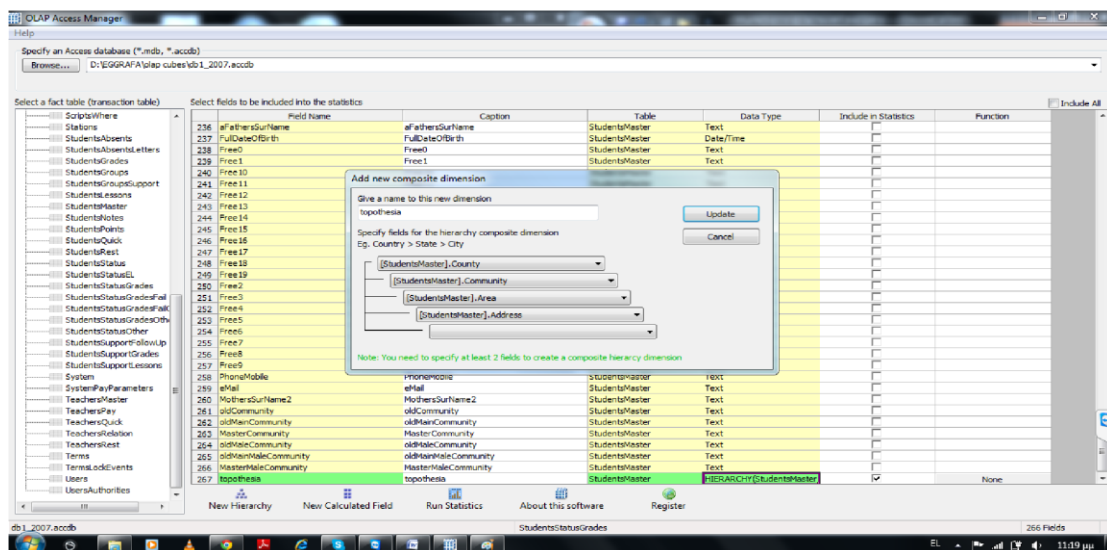 OLAP Access Manager
Help
Specify an Access database (*.mdb, *.accdb)
Browse... D:\EGGRAFA\olap cubes\db1_2007.accdb
Select a fact table (transaction table) Select fields to be included into the statistics Include All
ScriptsWhere
Stations
StudentsAbsents
StudentsAbsentsLetters
StudentsGrades
StudentsGroups
StudentsGroupsSupport
StudentsLessons
StudentsMaster
StudentsNotes
StudentsPoints
StudentsQuick
StudentsRest
StudentsStatus
StudentsStatusEL
StudentsStatusGrades
StudentsStatusGradesFail
StudentsStatusGradesFailC
StudentsStatusGradesOthe
StudentsStatusOther
StudentsSupportFollowUp
StudentsSupportGrades
StudentsSupportLessons
System
SystemPayParameters
TeachersMaster
TeachersPay
TeachersQuick
TeachersRelation
TeachersRest
Terms
TermsLockEvents
Users
UsersAuthorities
Field Name Caption Table Data Type Include in Statistics Function
236 aFathersSurName aFathersSurName StudentsMaster Text
237 FullDateOfBirth FullDateOfBirth StudentsMaster Date/Time
238 Free0 Free0 StudentsMaster Text
239 Free1 Free1 StudentsMaster Text
240 Free10
241 Free11
242 Free12
243 Free13
244 Free14
245 Free15
246 Free16
247 Free17
248 Free18
249 Free19
250 Free2
251 Free3
252 Free4
253 Free5
254 Free6
255 Free7
256 Free8
257 Free9
258 PhoneMobile PhoneMobile StudentsMaster Text
259 eMail eMail StudentsMaster Text
260 MothersSurName2 MothersSurName2 StudentsMaster Text
261 oldCommunity oldCommunity StudentsMaster Text
262 oldMainCommunity oldMainCommunity StudentsMaster Text
263 MasterCommunity MasterCommunity StudentsMaster Text
264 oldMaleCommunity oldMaleCommunity StudentsMaster Text
265 oldMainMaleCommunity oldMainMaleCommunity StudentsMaster Text
266 MasterMaleCommunity MasterMaleCommunity StudentsMaster Text
267 topothesia topothesia StudentsMaster HIERARCHY{StudentsMaster None
Add new composite dimension
Give a name to this new dimension
topothesia
Update
Specify fields for the hierarchy composite dimension
Cancel
Eg. Country > State > City
[StudentsMaster].County
[StudentsMaster].Community
[StudentsMaster].Area
[StudentsMaster].Address
Note: You need to specify at least 2 fields to create a composite hierarcy dimension
New Hierarchy New Calculated Field Run Statistics About this software Register
db1_2007.accdb StudentsStatusGrades 266 Fields
EL 11:19 μμ